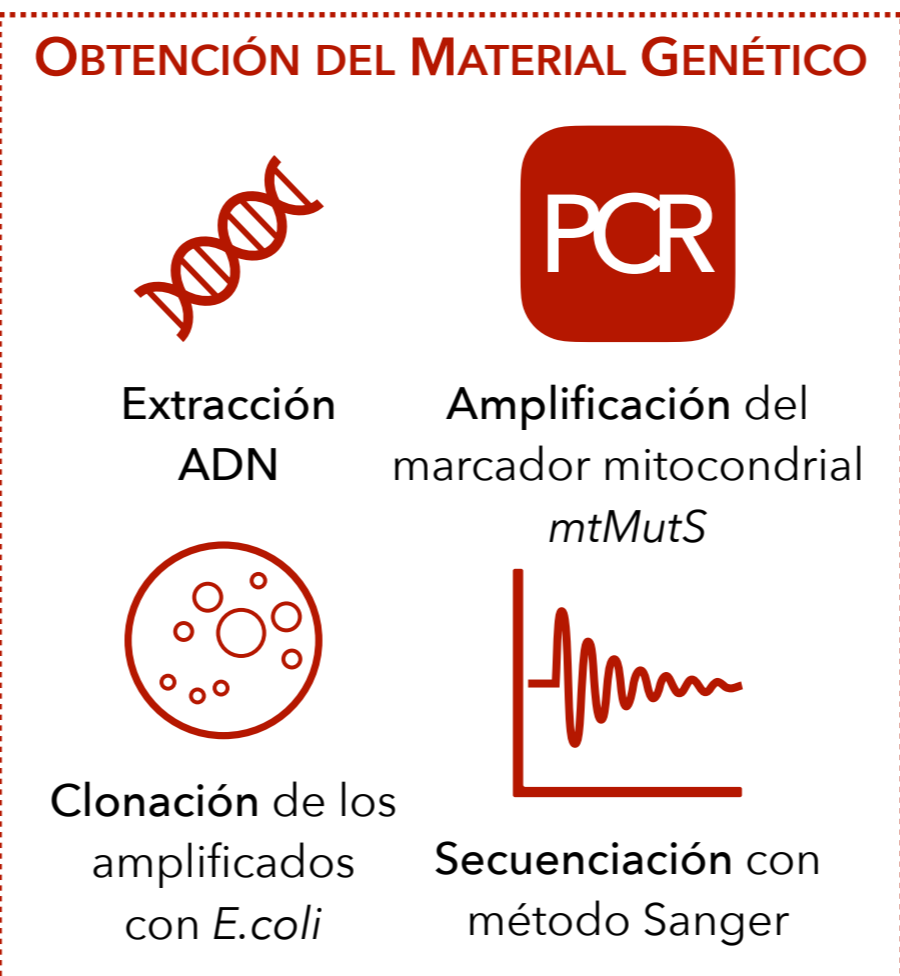 OBTENCIÓN DEL MATERIAL GENÉTICO
PCR
Extracción
ADN
Amplificación del
marcador mitocondrial
mtMutS
Clonación de los
amplificados
con E.coli
Secuenciación con
método Sanger